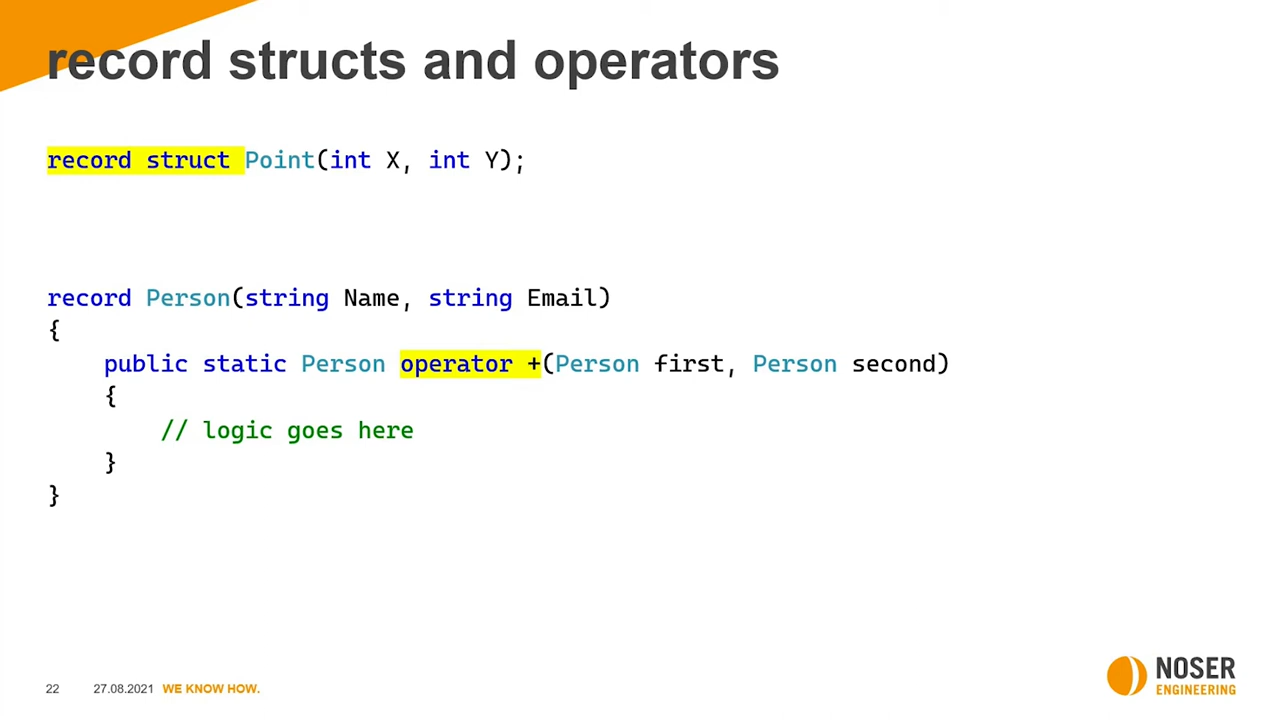 record structs and operators
record struct Point(int X, int Y);
record Person(string Name, string Email)
{
    public static Person operator +(Person first, Person second)
    {
        // logic goes here
    }
}
22 27.08.2021 WE KNOW HOW.
NOSER
ENGINEERING